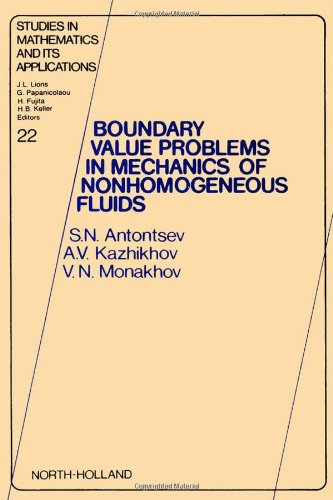 STUDIES IN
MATHEMATICS
AND ITS
APPLICATIONS
J.L. Lions
G. Papanicolaou
H. Fujita
H.B. Keller
Editors
22
BOUNDARY
VALUE PROBLEMS
IN MECHANICS OF
NONHOMOGENEOUS
FLUIDS
S.N. Antontsev
A.V. Kazhikhov
V.N. Monakhov
NORTH-HOLLAND